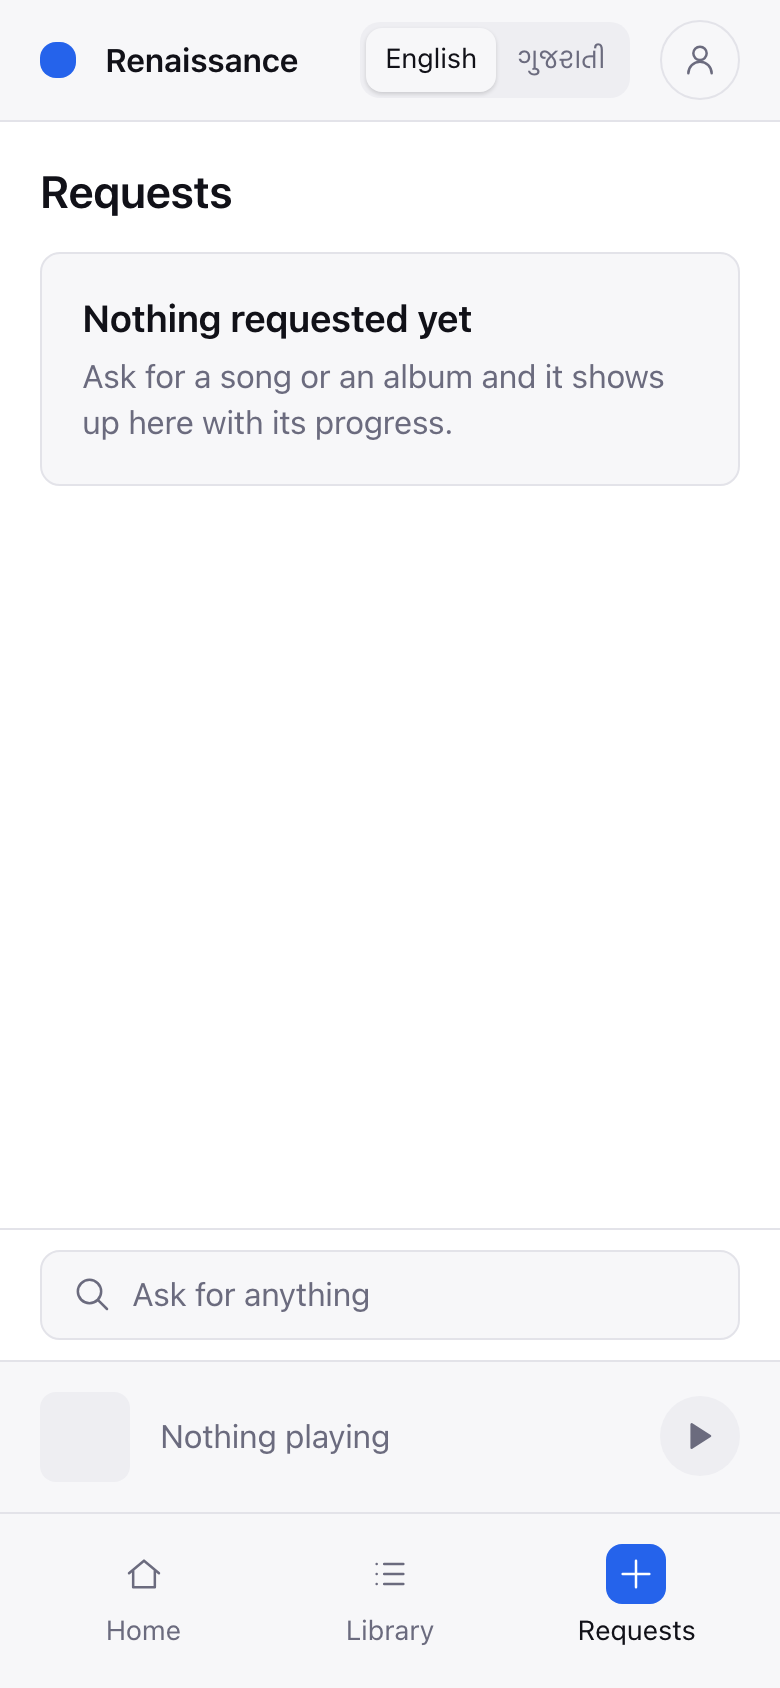 Renaissance
English
ગુજરાતી
Requests
Nothing requested yet
Ask for a song or an album and it shows
up here with its progress.
Ask for anything
Nothing playing
Home
Library
Requests